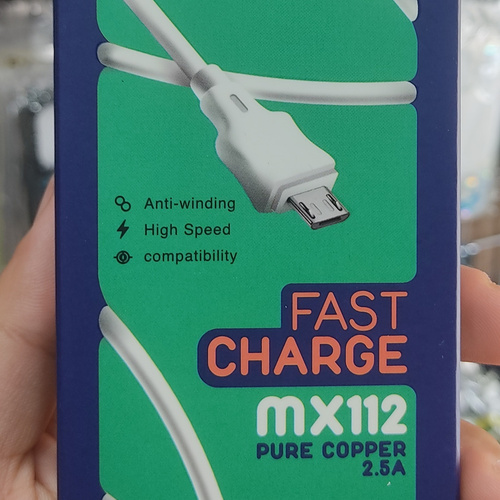 Anti-winding
High Speed
compatibility
FAST
CHARGE
MX112
PURE COPPER
2.5A